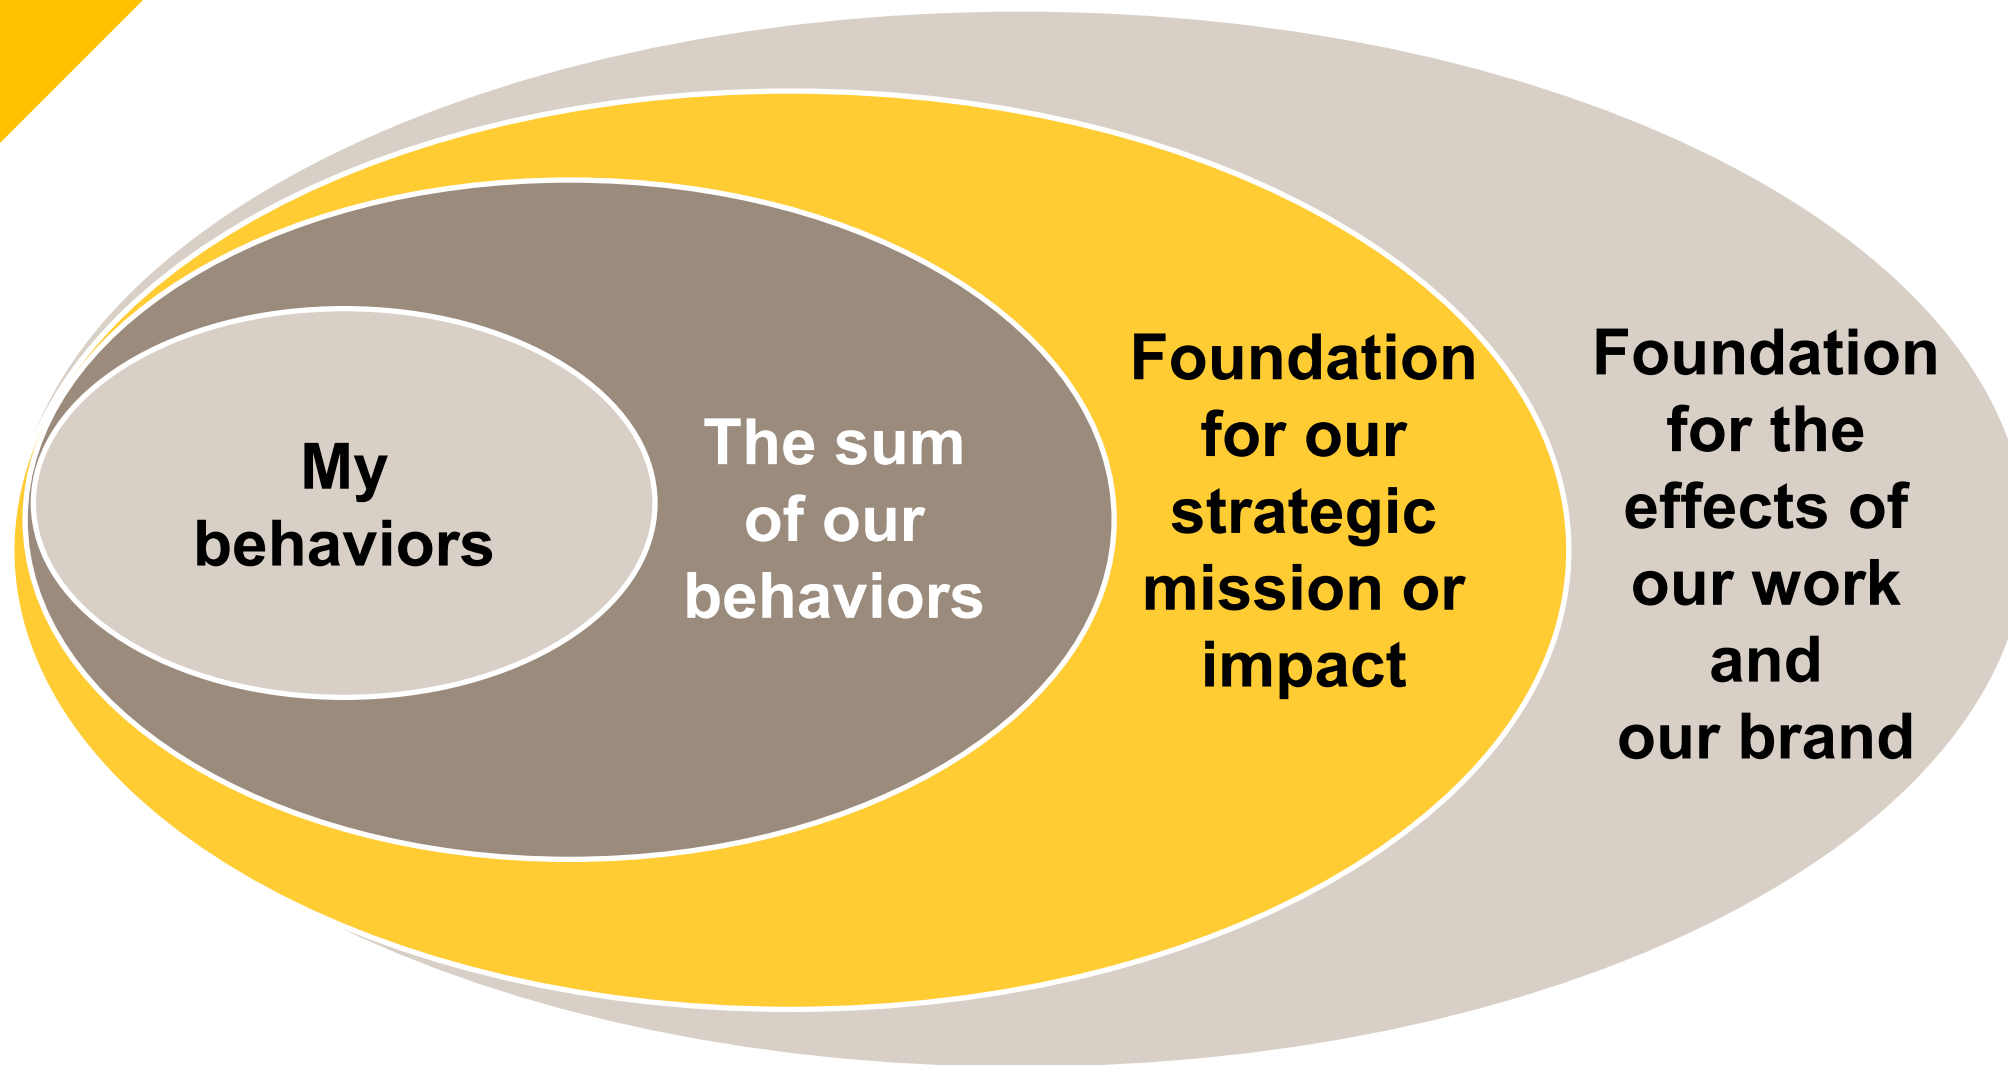 My
behaviors
The sum
of our
behaviors
Foundation
for our
strategic
mission or
impact
Foundation
for the
effects of
our work
and
our brand